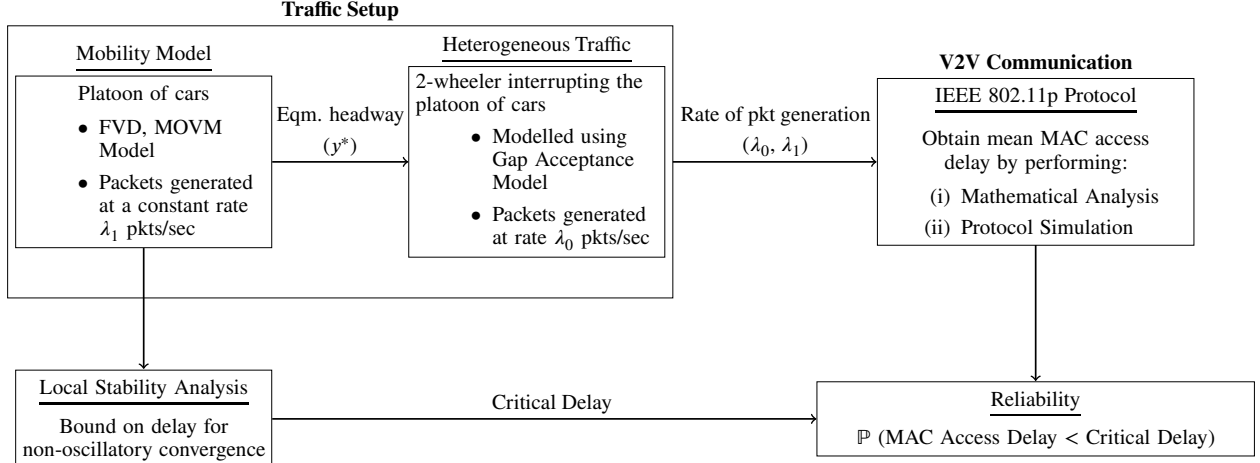 Traffic Setup
Mobility Model
Platoon of cars
• FVD, MOVM
Model
• Packets generated
at a constant rate
λ₁ pkts/sec
Eqm. headway
(y*)
Heterogeneous Traffic
2-wheeler interrupting the
platoon of cars
• Modelled using
Gap Acceptance
Model
• Packets generated
at rate λ₀ pkts/sec
Rate of pkt generation
(λ₀, λ₁)
V2V Communication
IEEE 802.11p Protocol
Obtain mean MAC access
delay by performing:
(i) Mathematical Analysis
(ii) Protocol Simulation
Local Stability Analysis
Bound on delay for
non-oscillatory convergence
Critical Delay
Reliability
ℙ (MAC Access Delay < Critical Delay)